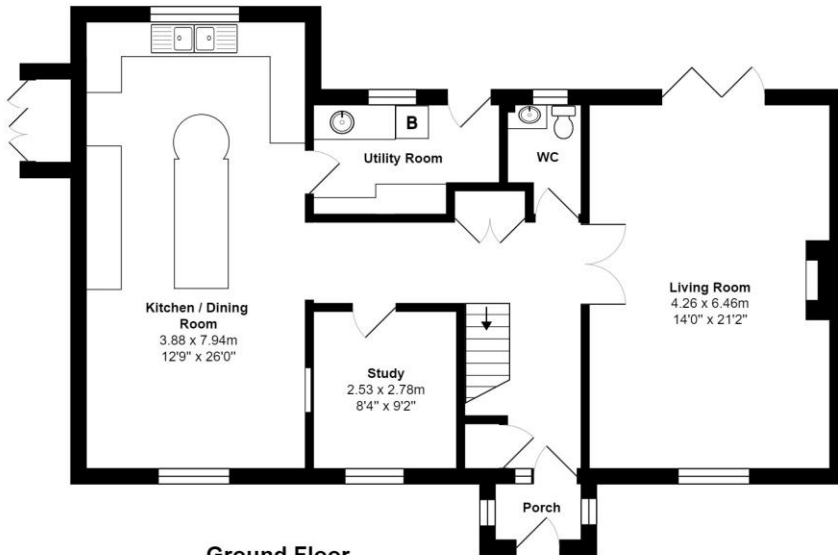 B
Utility Room
WC
Kitchen / Dining
Room
3.88 x 7.94m
12'9" x 26'0"
Living Room
4.26 x 6.46m
14'0" x 21'2"
Study
2.53 x 2.78m
8'4" x 9'2"
Porch
Ground Floor